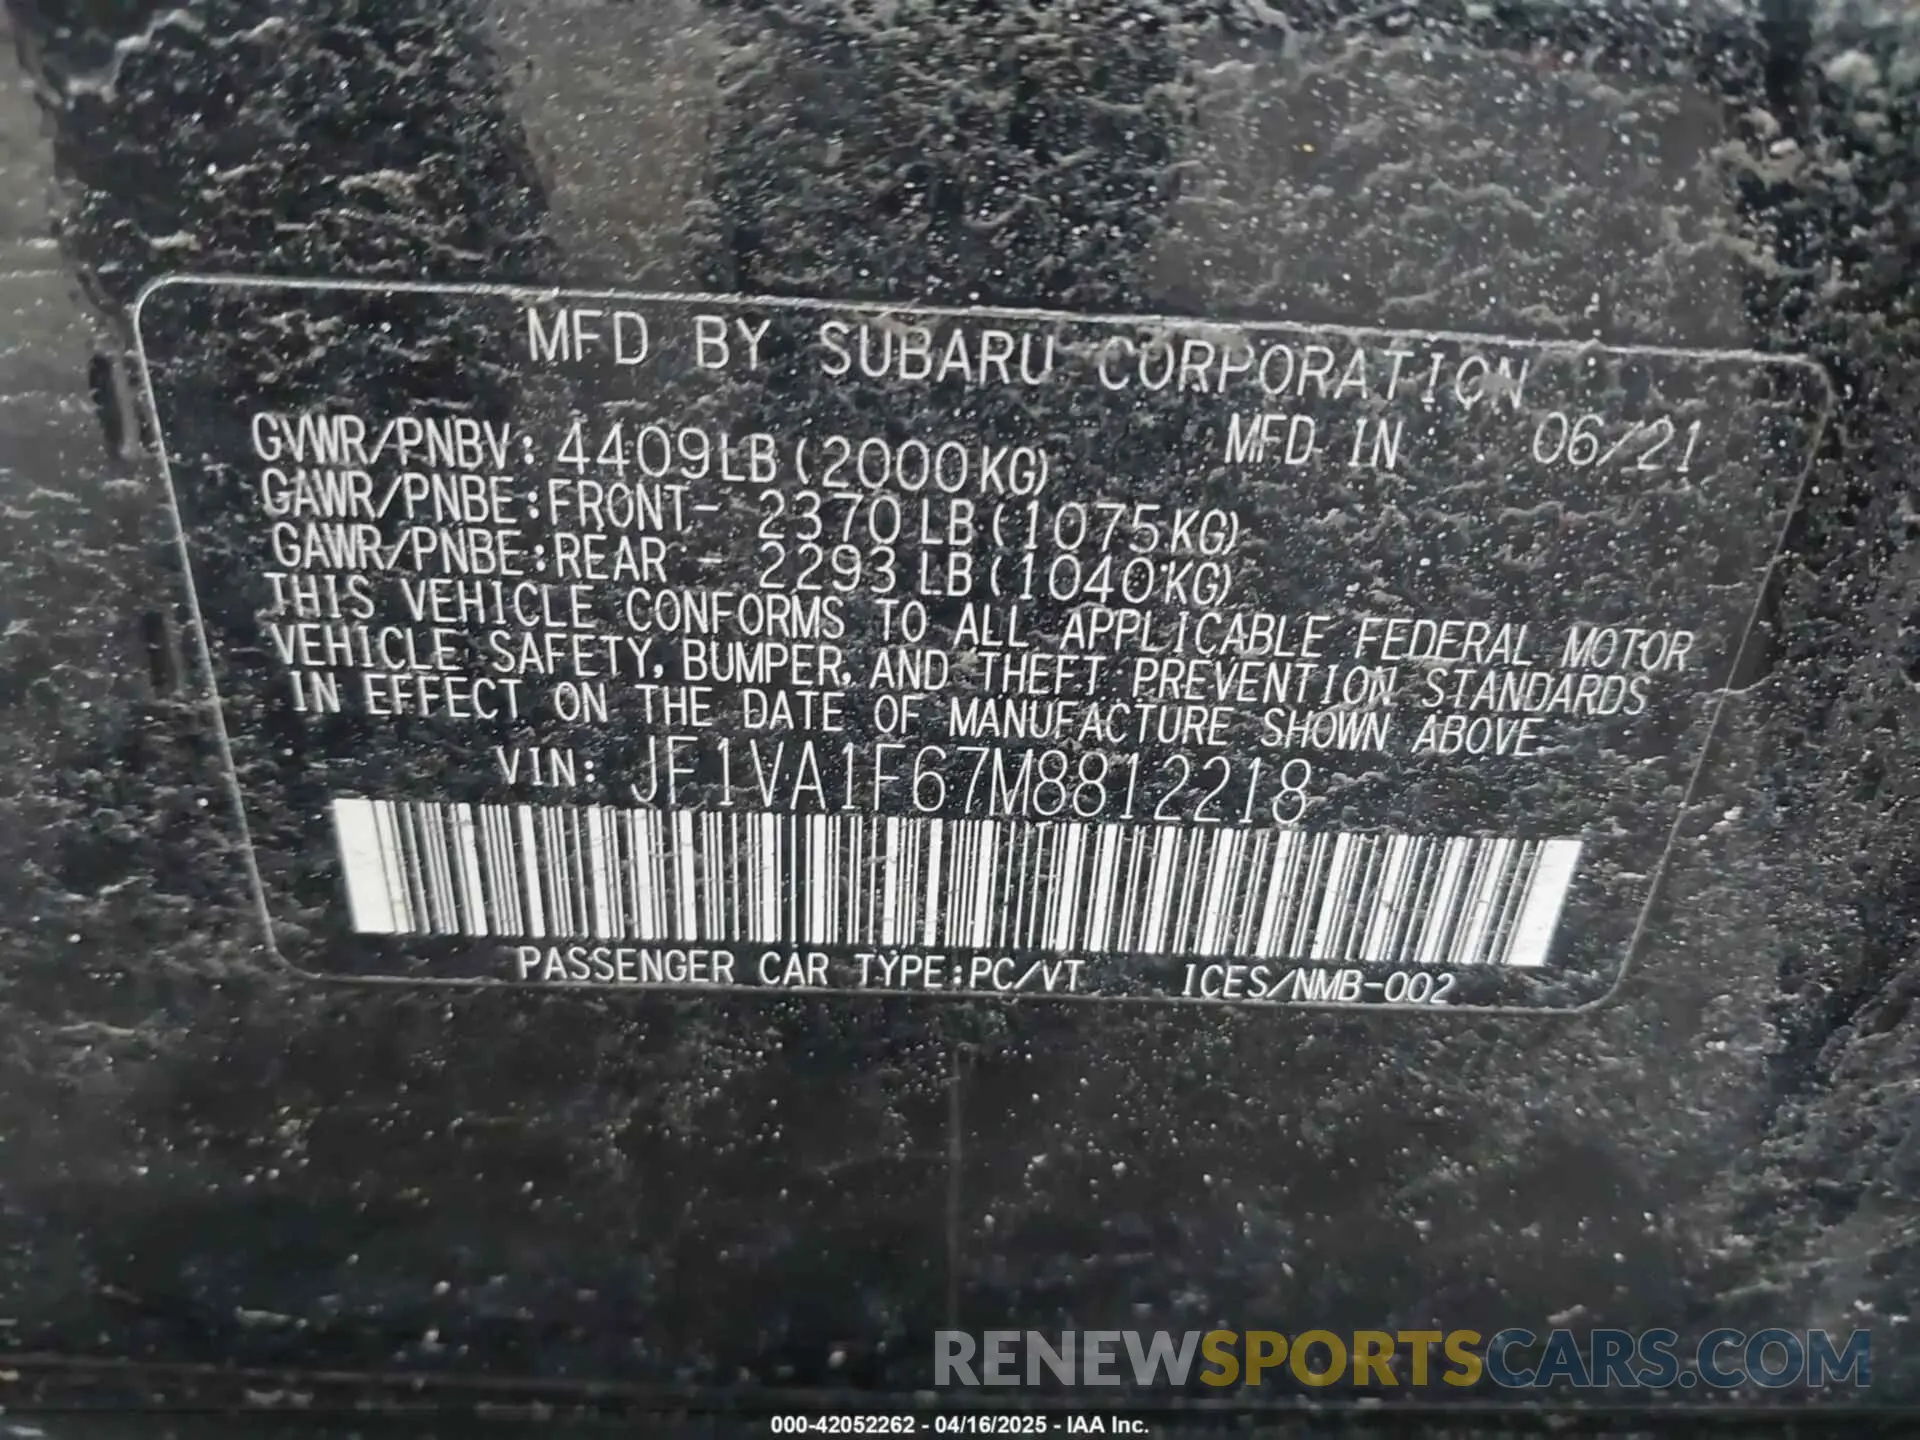 MFD BY SUBARU CORPORATION
MFD IN 06/21
GVWR/PNBV: 4409LB (2000KG)
GAWR/PNBE:FRONT- 2370 LB (1075KG)
GAWR/PNBE:REAR - 2293 LB (1040KG)
THIS VEHICLE CONFORMS TO ALL APPLICABLE FEDERAL MOTOR
VEHICLE SAFETY, BUMPER, AND THEFT PREVENTION STANDARDS
IN EFFECT ON THE DATE OF MANUFACTURE SHOWN ABOVE.
VIN: JF1VA1F67M8812218
PASSENGER CAR TYPE:PC/VT ICES/NMB-002
RENEWSPORTSCARS.COM
000-42052262 - 04/16/2025 - IAA Inc.